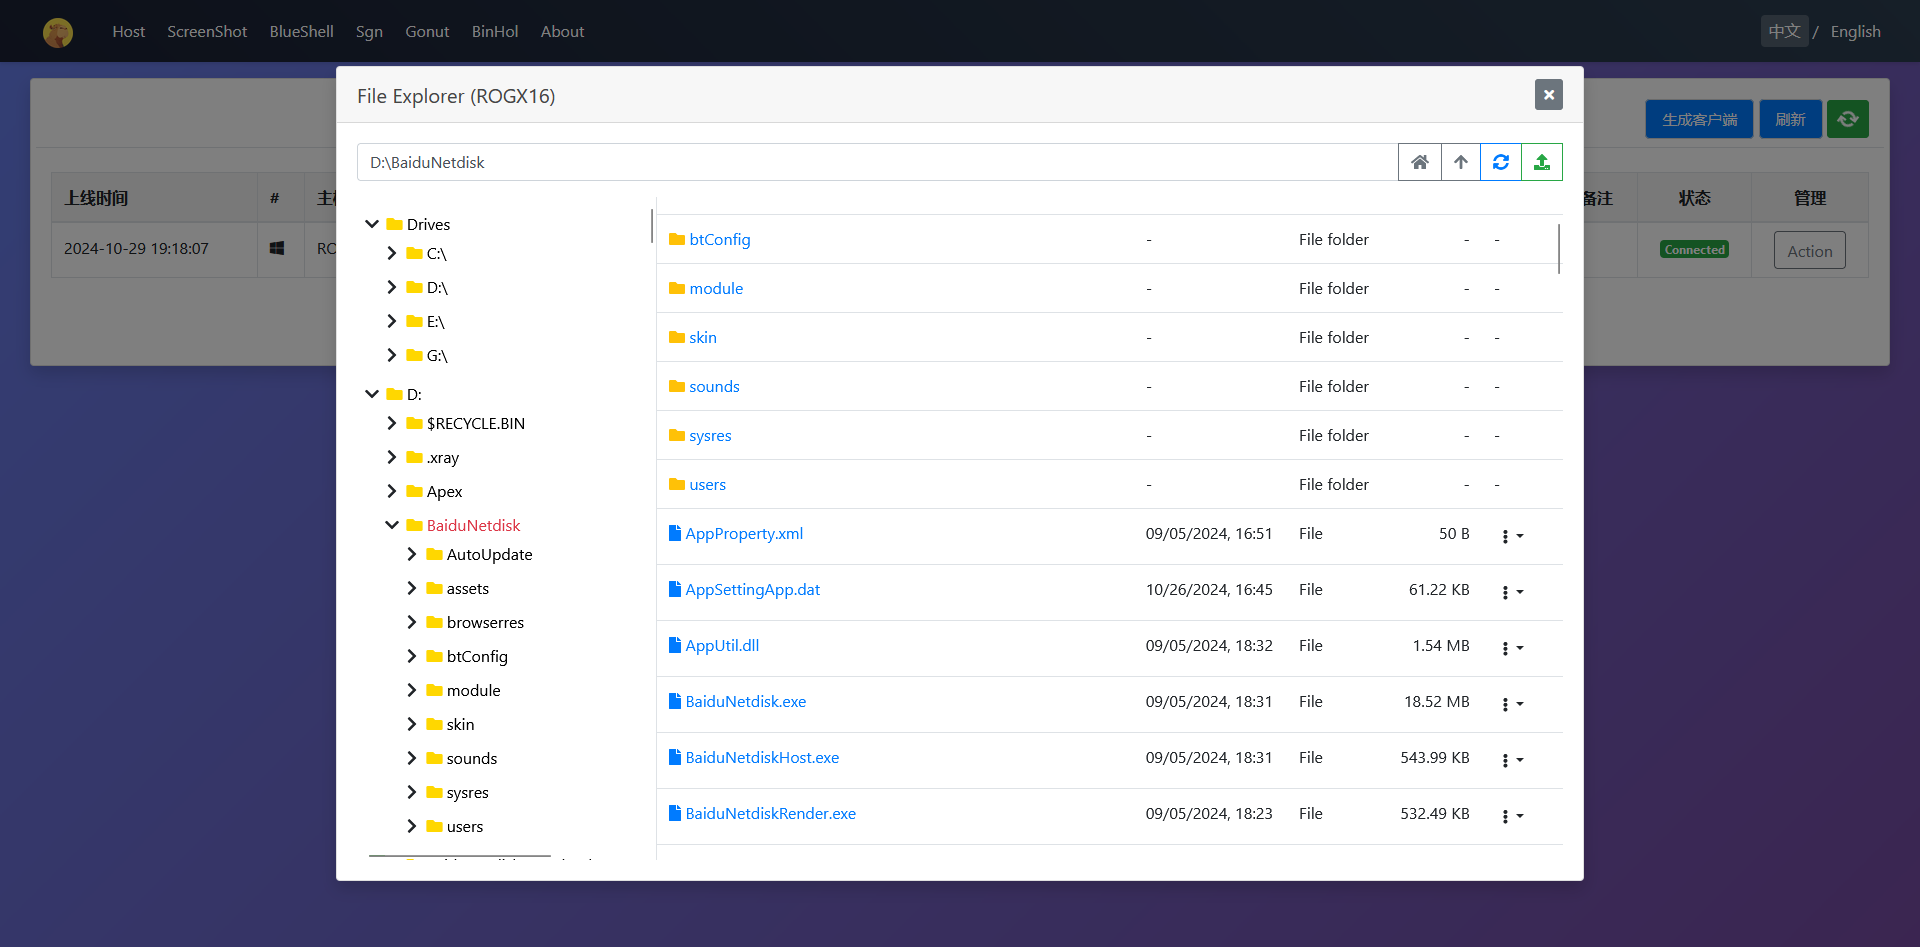 Host ScreenShot BlueShell Sgn Gonut BinHol About 中文 / English
File Explorer (ROGX16)
生成客户端 刷新
D:\BaiduNetdisk
上线时间 # 备注 状态 管理
2024-10-29 19:18:07 Connected Action
Drives
C:\
D:\
E:\
G:\
D:
$RECYCLE.BIN
.xray
Apex
BaiduNetdisk
AutoUpdate
assets
browserres
btConfig
module
skin
sounds
sysres
users
btConfig - File folder - -
module - File folder - -
skin - File folder - -
sounds - File folder - -
sysres - File folder - -
users - File folder - -
AppProperty.xml 09/05/2024, 16:51 File 50 B
AppSettingApp.dat 10/26/2024, 16:45 File 61.22 KB
AppUtil.dll 09/05/2024, 18:32 File 1.54 MB
BaiduNetdisk.exe 09/05/2024, 18:31 File 18.52 MB
BaiduNetdiskHost.exe 09/05/2024, 18:31 File 543.99 KB
BaiduNetdiskRender.exe 09/05/2024, 18:23 File 532.49 KB